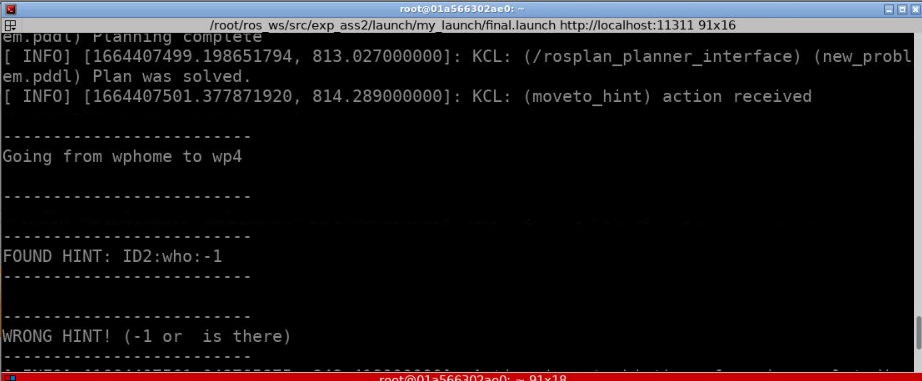 root@01a566302ae0: ~
/root/ros_ws/src/exp_ass2/launch/my_launch/final.launch http://localhost:11311 91x16
em.pddl) Planning complete
[ INFO] [1664407499.198651794, 813.027000000]: KCL: (/rosplan_planner_interface) (new_probl
em.pddl) Plan was solved.
[ INFO] [1664407501.377871920, 814.289000000]: KCL: (moveto_hint) action received
-------------------------
Going from wphome to wp4
-------------------------
-------------------------
FOUND HINT: ID2:who:-1
-------------------------
-------------------------
WRONG HINT! (-1 or  is there)
-------------------------
root@01a566302ae0: ~ 91x18